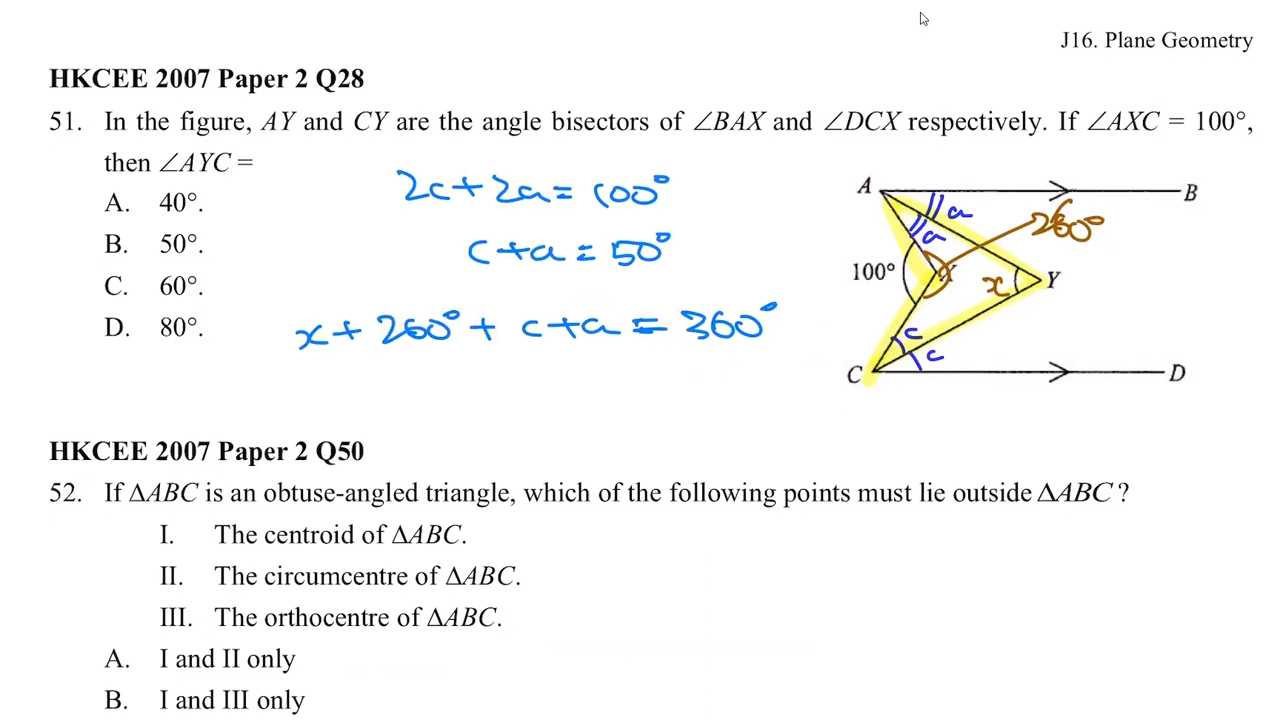 J16. Plane Geometry
HKCEE 2007 Paper 2 Q28
51. In the figure, AY and CY are the angle bisectors of ∠BAX and ∠DCX respectively. If ∠AXC = 100°,
then ∠AYC =
A. 40°.
B. 50°.
C. 60°.
D. 80°.
2c + 2a = 100°
c + a = 50°
x + 260° + c + a = 360°
A
B
a
a
260°
100°
X
x
Y
c
c
C
D
HKCEE 2007 Paper 2 Q50
52. If ΔABC is an obtuse-angled triangle, which of the following points must lie outside ΔABC ?
I. The centroid of ΔABC.
II. The circumcentre of ΔABC.
III. The orthocentre of ΔABC.
A. I and II only
B. I and III only